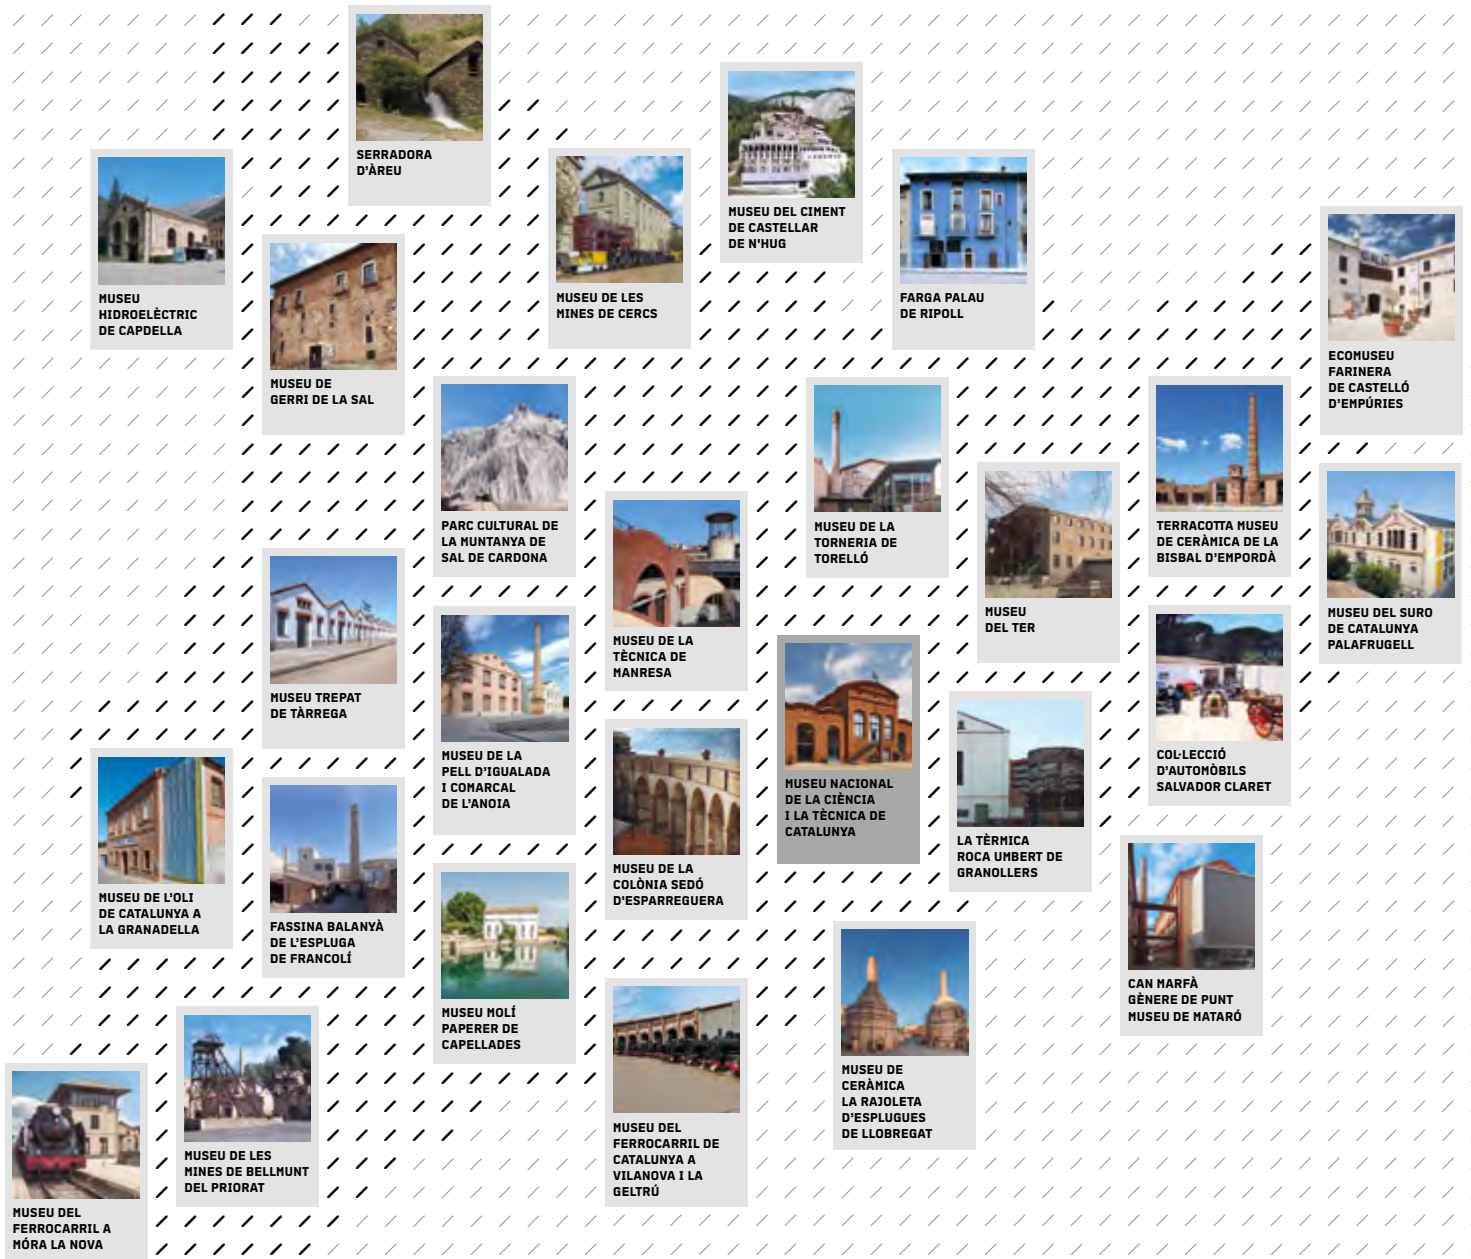 SERRADORA
D'ÀREU
MUSEU
HIDROELÈCTRIC
DE CAPDELLA
MUSEU DE
GERRI DE LA SAL
MUSEU DE LES
MINES DE CERCS
MUSEU DEL CIMENT
DE CASTELLAR
DE N'HUG
FARGA PALAU
DE RIPOLL
ECOMUSEU
FARINERA
DE CASTELLÓ
D'EMPÚRIES
PARC CULTURAL DE
LA MUNTANYA DE
SAL DE CARDONA
MUSEU DE LA
TORNERIA DE
TORELLÓ
TERRACOTTA MUSEU
DE CERÀMICA DE LA
BISBAL D'EMPORDÀ
MUSEU
DEL TER
MUSEU DEL SURO
DE CATALUNYA
PALAFRUGELL
MUSEU DE LA
TÈCNICA DE
MANRESA
MUSEU TREPAT
DE TÀRREGA
MUSEU DE LA
PELL D'IGUALADA
I COMARCAL
DE L'ANOIA
MUSEU NACIONAL
DE LA CIÈNCIA
I LA TÈCNICA DE
CATALUNYA
COL·LECCIÓ
D'AUTOMÒBILS
SALVADOR CLARET
LA TÈRMICA
ROCA UMBERT DE
GRANOLLERS
MUSEU DE L'OLI
DE CATALUNYA A
LA GRANADELLA
FASSINA BALANYÀ
DE L'ESPLUGA
DE FRANCOLÍ
MUSEU DE LA
COLÒNIA SEDÓ
D'ESPARREGUERA
MUSEU MOLÍ
PAPERER DE
CAPELLADES
CAN MARFÀ
GÈNERE DE PUNT
MUSEU DE MATARÓ
MUSEU DE
CERÀMICA
LA RAJOLETA
D'ESPLUGUES
DE LLOBREGAT
MUSEU DEL
FERROCARRIL DE
CATALUNYA A
VILANOVA I LA
GELTRÚ
MUSEU DE LES
MINES DE BELLMUNT
DEL PRIORAT
MUSEU DEL
FERROCARRIL A
MÓRA LA NOVA